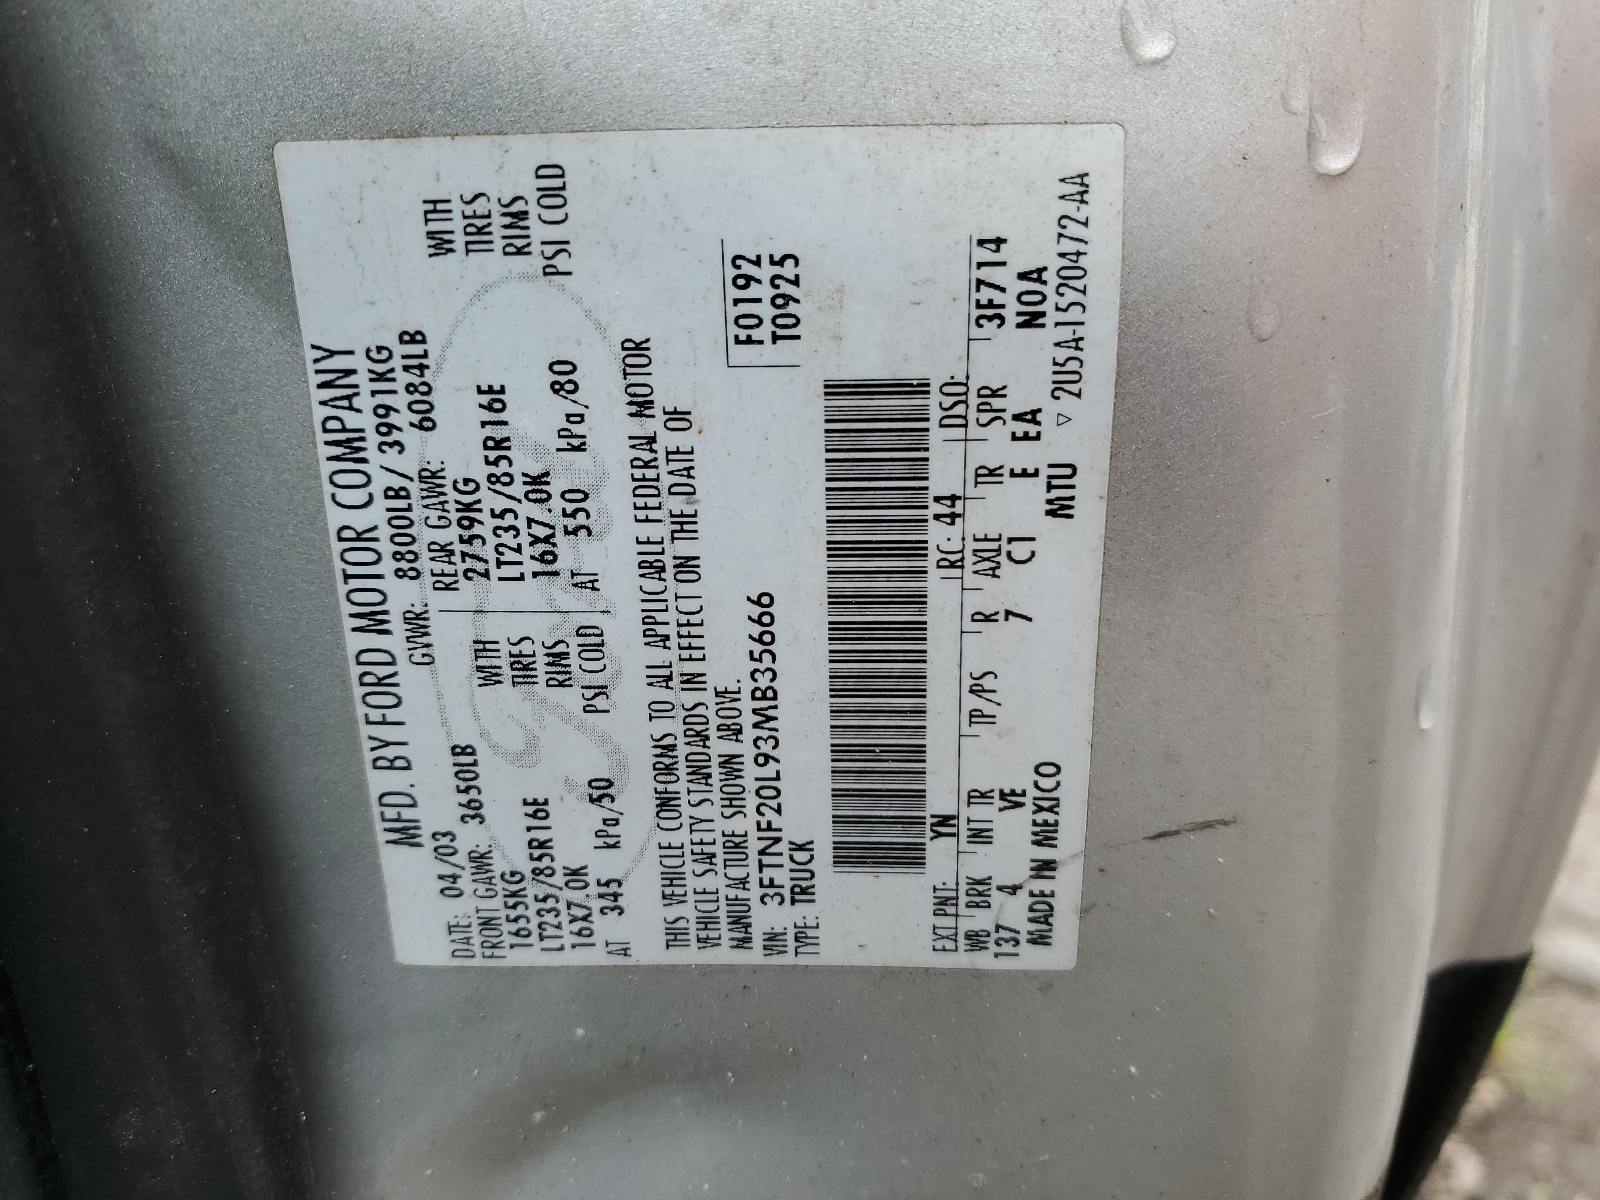 MFD. BY FORD MOTOR COMPANY
DATE: 04/03 GVWR: 8800LB/ 3991KG
FRONT GAWR: 3650LB REAR GAWR: 6084LB
1655KG WITH 2759KG WITH
LT235/85R16E TIRES LT235/85R16E TIRES
16X7.0K RIMS 16X7.0K RIMS
AT 345 kPa/50 PSI COLD AT 550 kPa/80 PSI COLD
THIS VEHICLE CONFORMS TO ALL APPLICABLE FEDERAL MOTOR
VEHICLE SAFETY STANDARDS IN EFFECT ON THE DATE OF
MANUFACTURE SHOWN ABOVE.
VIN: 3FTNF20L93MB35666 F0192
TYPE: TRUCK T0925
EXT PNT: YN RC: 44 DSO:
WB BRK INT TR TP/PS R AXLE TR SPR 3F714
137 4 VE 7 C1 E EA NOA
MADE IN MEXICO MTU
▽ 2U5A-1520472-AA